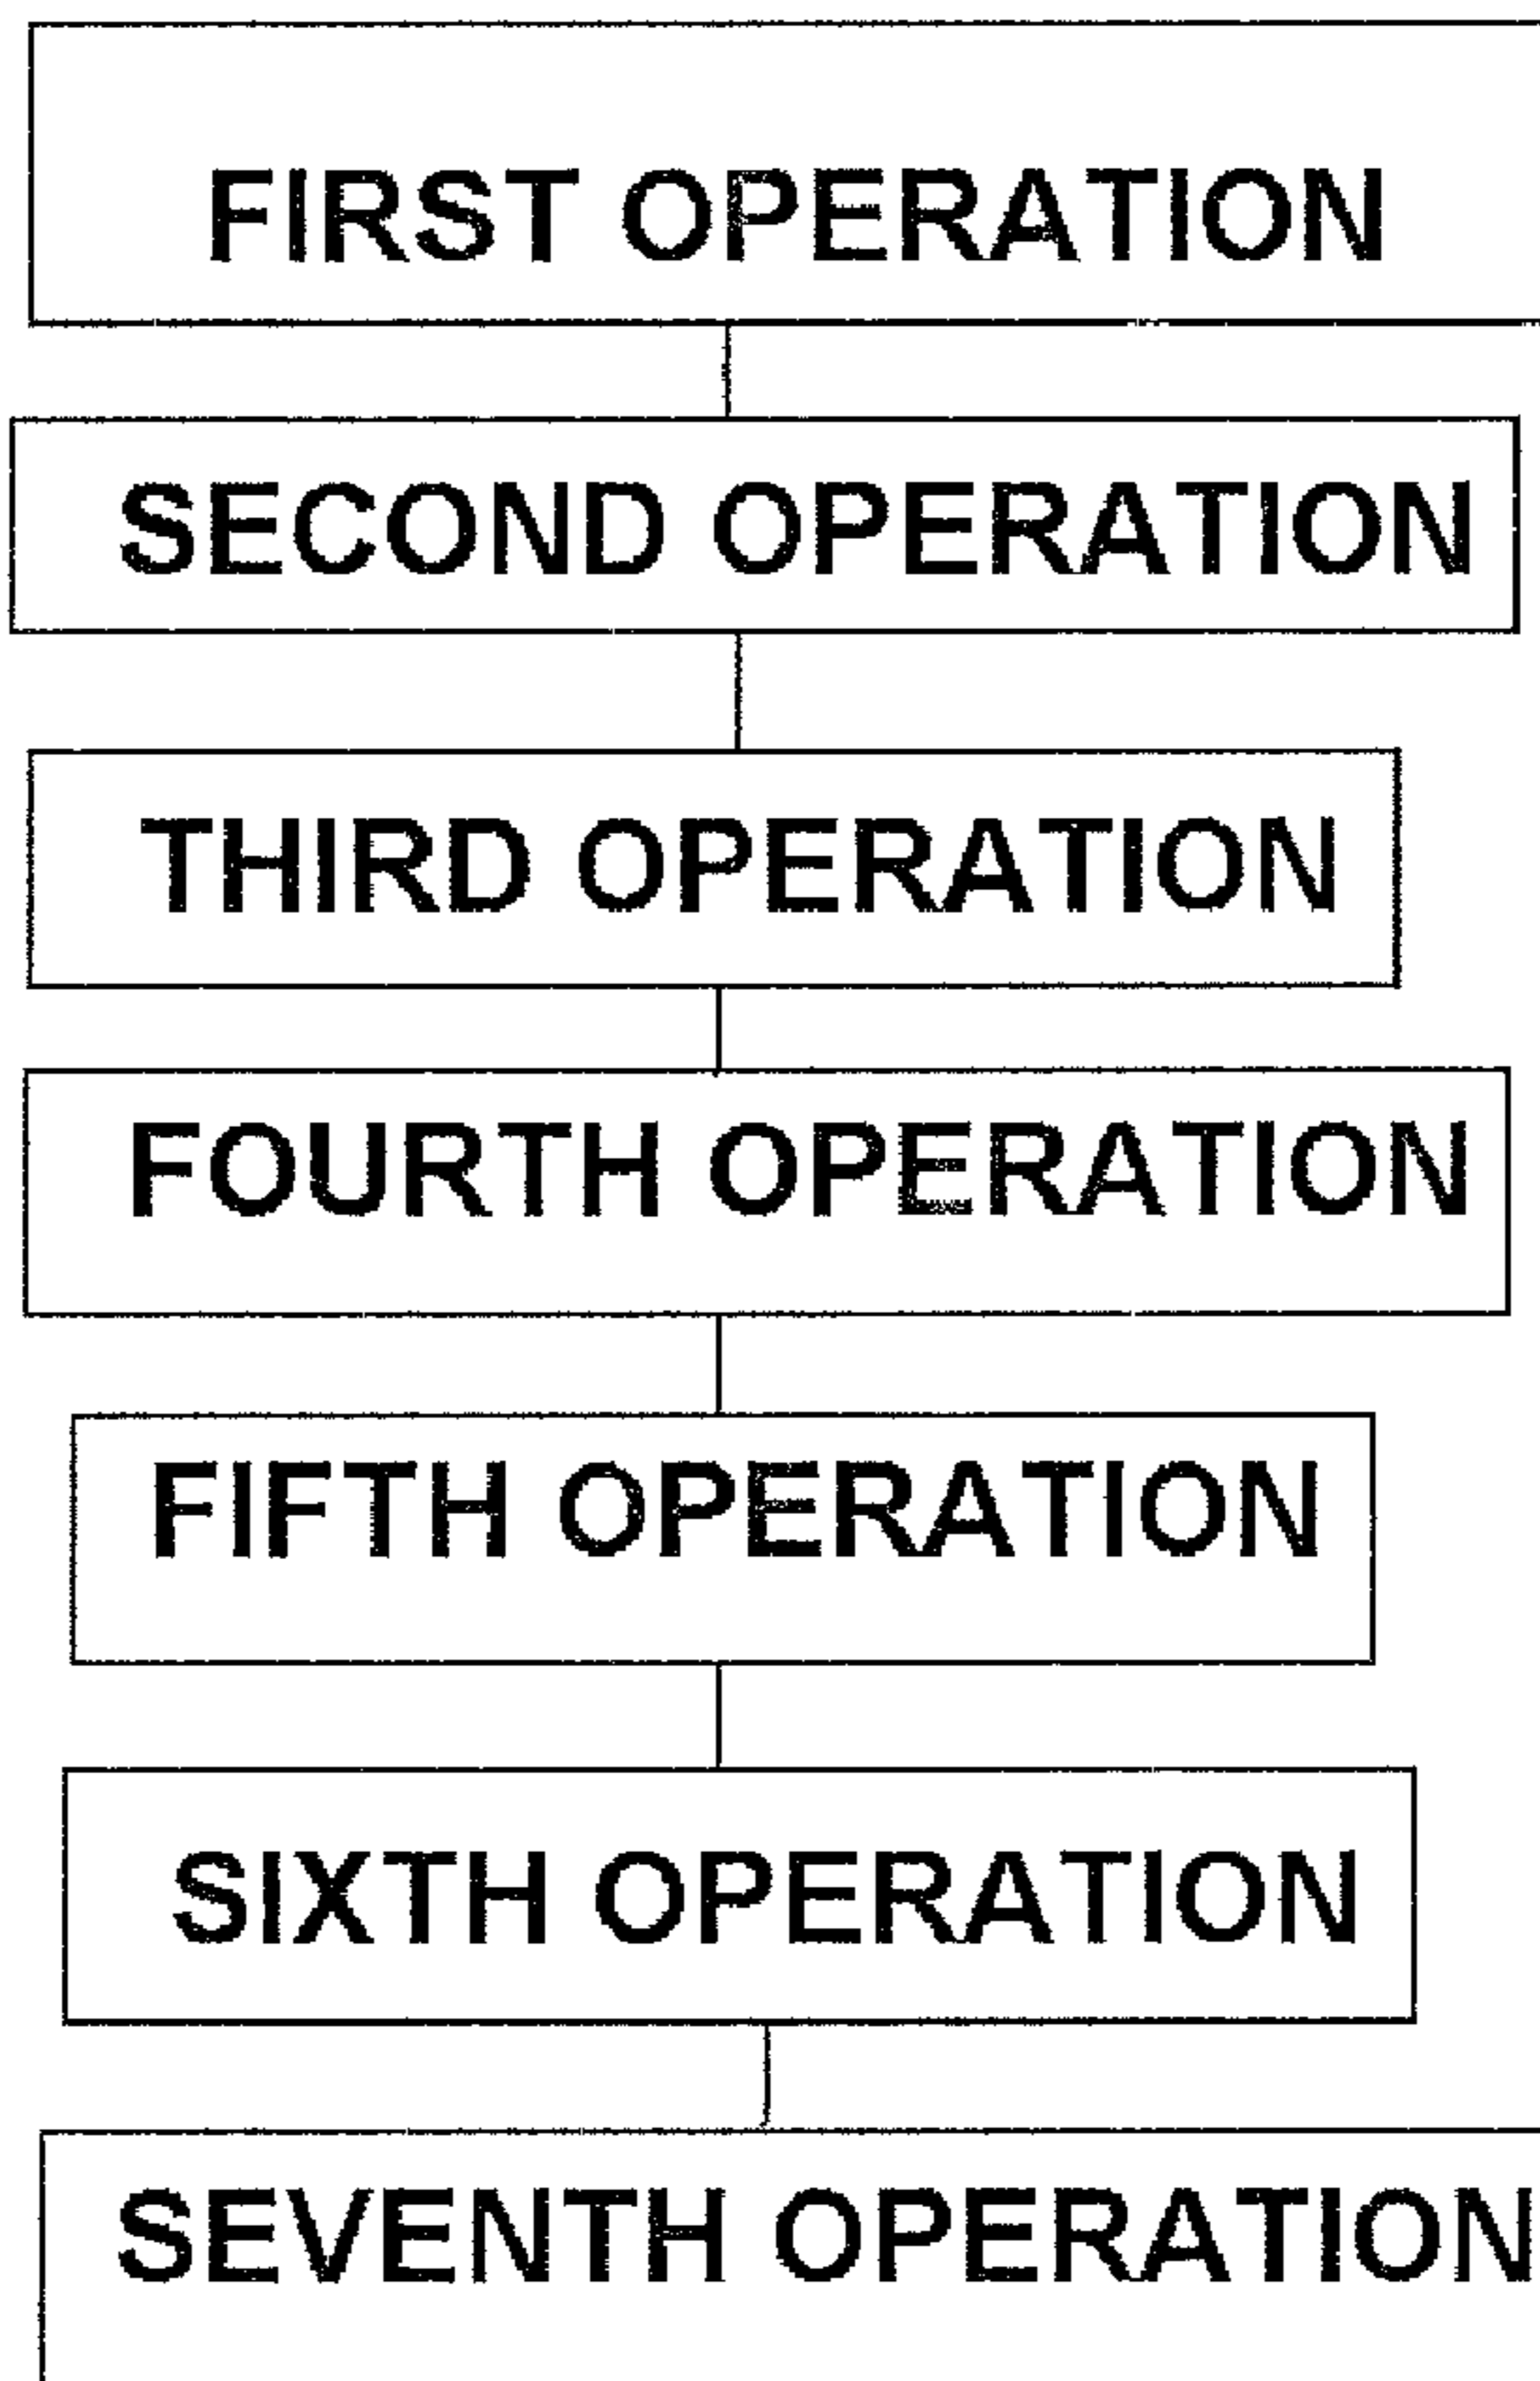 FIRST OPERATION
SECOND OPERATION
THIRD OPERATION
FOURTH OPERATION
FIFTH OPERATION
SIXTH OPERATION
SEVENTH OPERATION